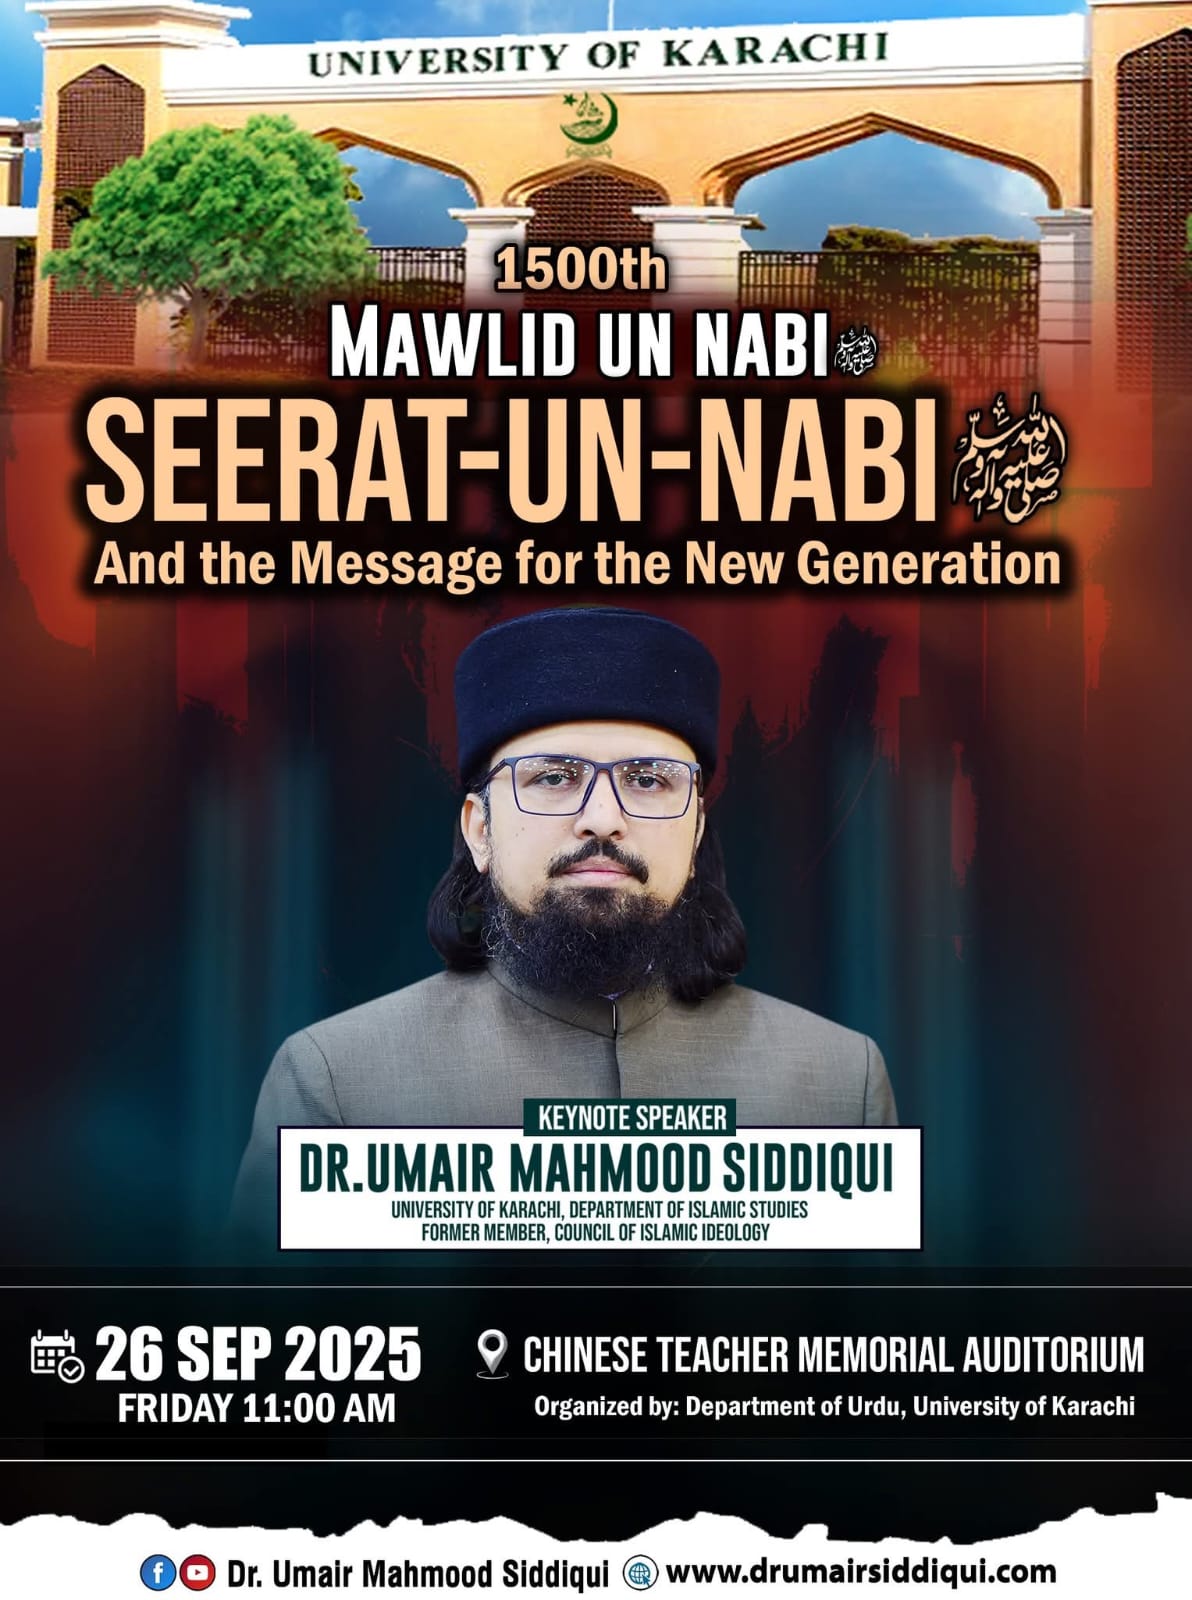 UNIVERSITY OF KARACHI
1500th
MAWLID UN NABI ﷺ
SEERAT-UN-NABI صلى الله عليه وآله وسلم
And the Message for the New Generation
KEYNOTE SPEAKER
DR.UMAIR MAHMOOD SIDDIQUI
UNIVERSITY OF KARACHI, DEPARTMENT OF ISLAMIC STUDIES
FORMER MEMBER, COUNCIL OF ISLAMIC IDEOLOGY
26 SEP 2025
FRIDAY 11:00 AM
CHINESE TEACHER MEMORIAL AUDITORIUM
Organized by: Department of Urdu, University of Karachi
Dr. Umair Mahmood Siddiqui www.drumairsiddiqui.com